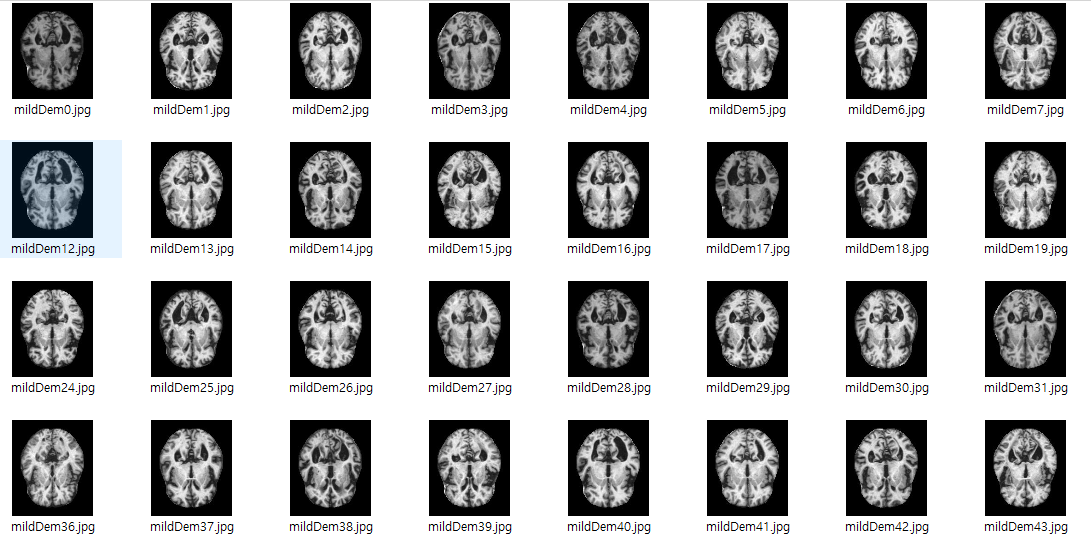 mildDem0.jpg mildDem1.jpg mildDem2.jpg mildDem3.jpg mildDem4.jpg mildDem5.jpg mildDem6.jpg mildDem7.jpg
mildDem12.jpg mildDem13.jpg mildDem14.jpg mildDem15.jpg mildDem16.jpg mildDem17.jpg mildDem18.jpg mildDem19.jpg
mildDem24.jpg mildDem25.jpg mildDem26.jpg mildDem27.jpg mildDem28.jpg mildDem29.jpg mildDem30.jpg mildDem31.jpg
mildDem36.jpg mildDem37.jpg mildDem38.jpg mildDem39.jpg mildDem40.jpg mildDem41.jpg mildDem42.jpg mildDem43.jpg